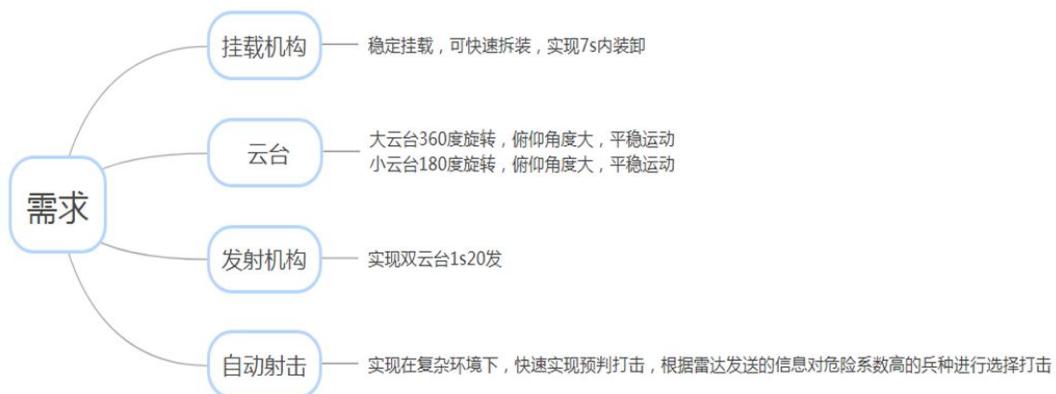 需求
挂载机构
稳定挂载，可快速拆装，实现7s内装卸
云台
大云台360度旋转，俯仰角度大，平稳运动
小云台180度旋转，俯仰角度大，平稳运动
发射机构
实现双云台1s20发
自动射击
实现在复杂环境下，快速实现预判打击，根据雷达发送的信息对危险系数高的兵种进行选择打击